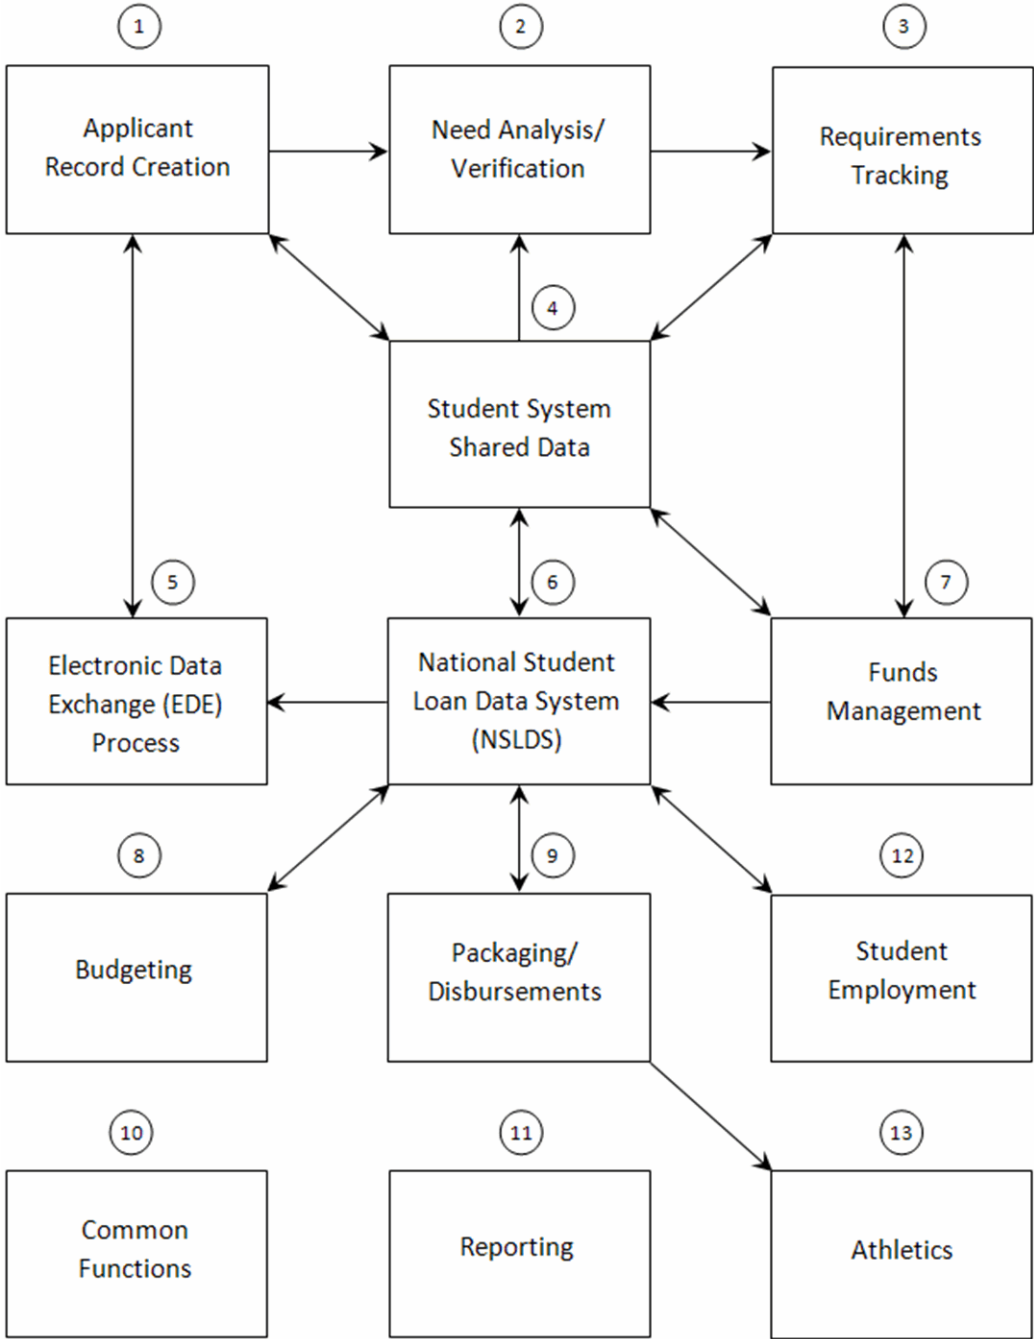 1
2
3
Applicant
Record Creation
Need Analysis/
Verification
Requirements
Tracking
4
Student System
Shared Data
5
6
7
Electronic Data
Exchange (EDE)
Process
National Student
Loan Data System
(NSLDS)
Funds
Management
8
9
12
Budgeting
Packaging/
Disbursements
Student
Employment
10
11
13
Common
Functions
Reporting
Athletics